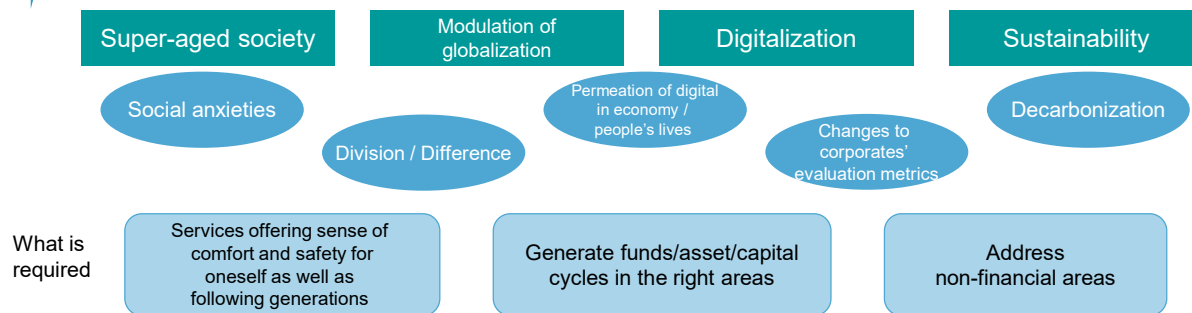 Super-aged society
Modulation of
globalization
Digitalization
Sustainability
Social anxieties
Division / Difference
Permeation of digital
in economy /
people's lives
Changes to
corporates'
evaluation metrics
Decarbonization
What is
required
Services offering sense of
comfort and safety for
oneself as well as
following generations
Generate funds/asset/capital
cycles in the right areas
Address
non-financial areas